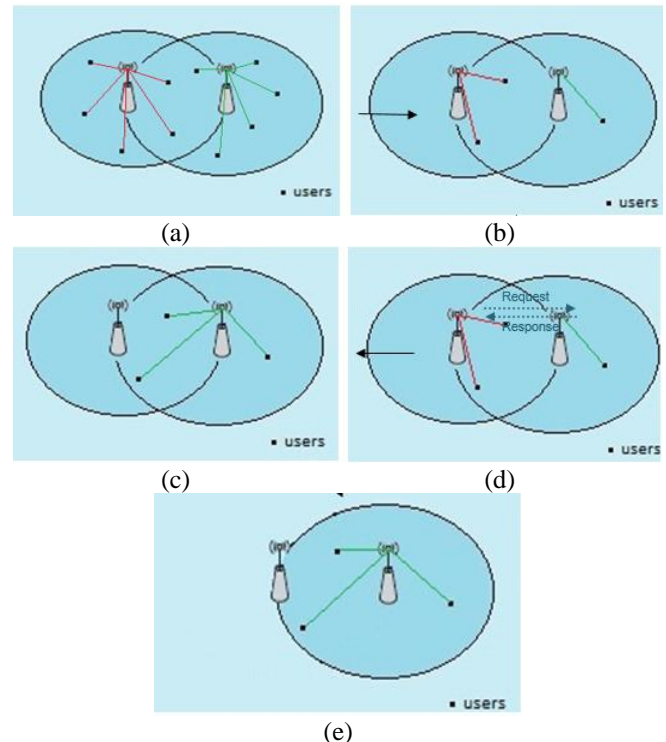 users
users
(a)
(b)
Request
Response
users
users
(c)
(d)
users
(e)